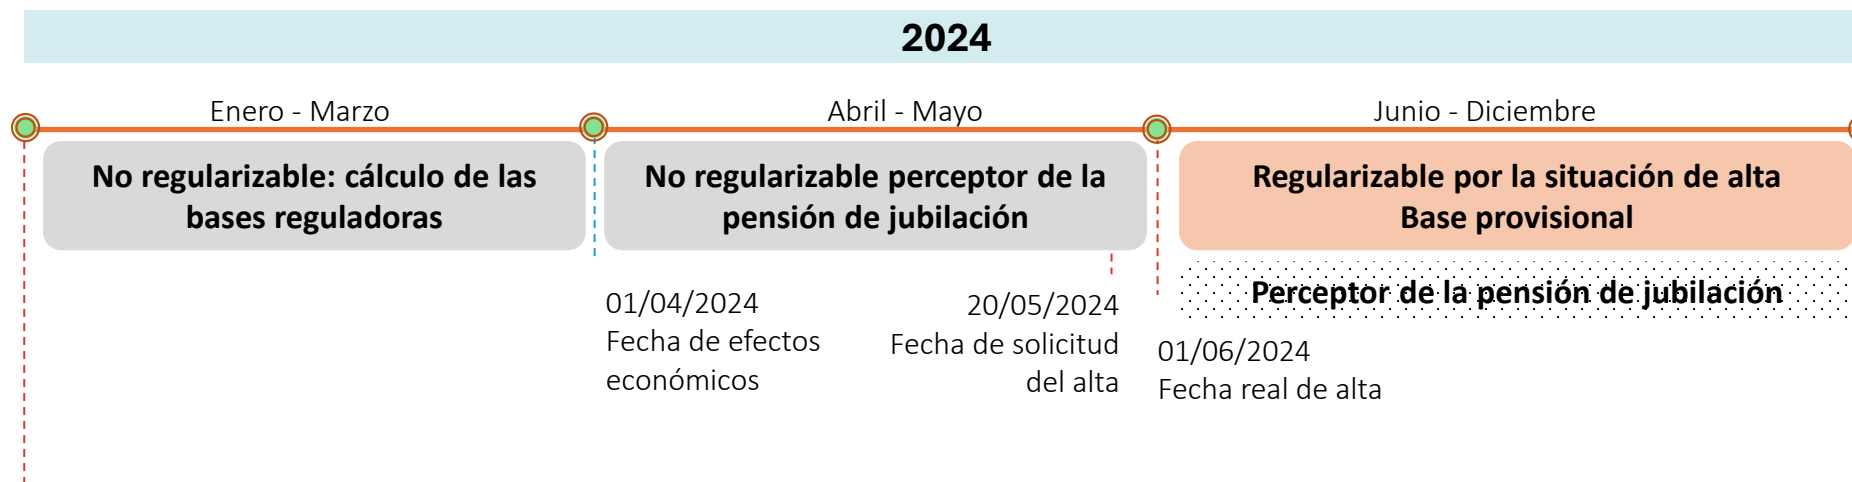 2024
Enero - Marzo
Abril - Mayo
Junio - Diciembre
No regularizable: cálculo de las
bases reguladoras
No regularizable perceptor de la
pensión de jubilación
Regularizable por la situación de alta
Base provisional
Perceptor de la pensión de jubilación
01/04/2024
Fecha de efectos
económicos
20/05/2024
Fecha de solicitud
del alta
01/06/2024
Fecha real de alta